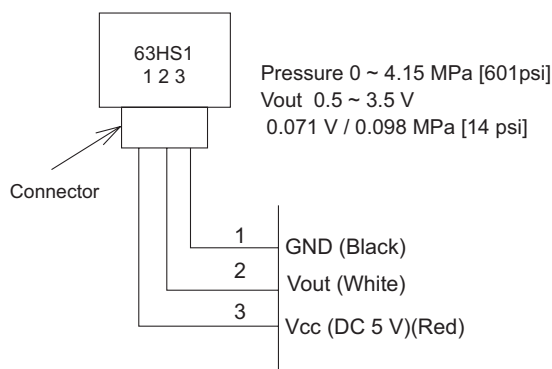 63HS1
1 2 3
Pressure 0 ~ 4.15 MPa [601psi]
Vout 0.5 ~ 3.5 V
0.071 V / 0.098 MPa [14 psi]
Connector
1
GND (Black)
2
Vout (White)
3
Vcc (DC 5 V)(Red)